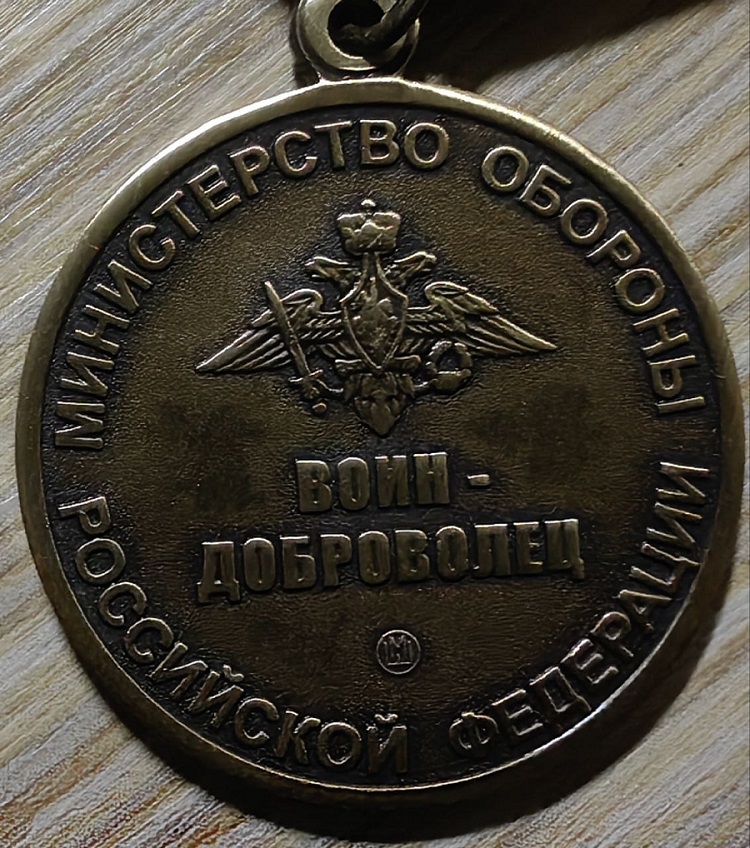 МИНИСТЕРСТВО ОБОРОНЫ
ВОИН -
ДОБРОВОЛЕЦ
РОССИЙСКОЙ ФЕДЕРАЦИИ